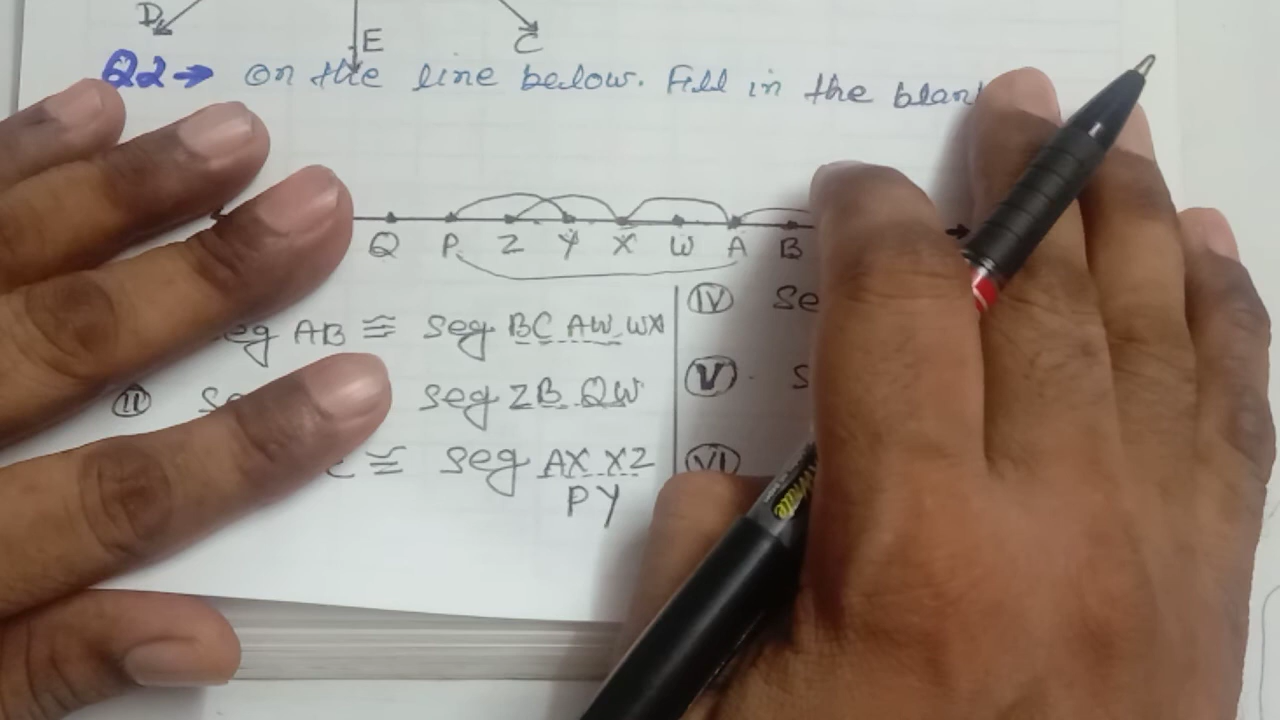 D
E
C
Q2→ On the line below. Fill in the
Q P Z Y X W A B
seg AB ≅ seg BC AW WX
II seg ZB QW
≅ seg AX XZ
PY
IV Se
V S
VI